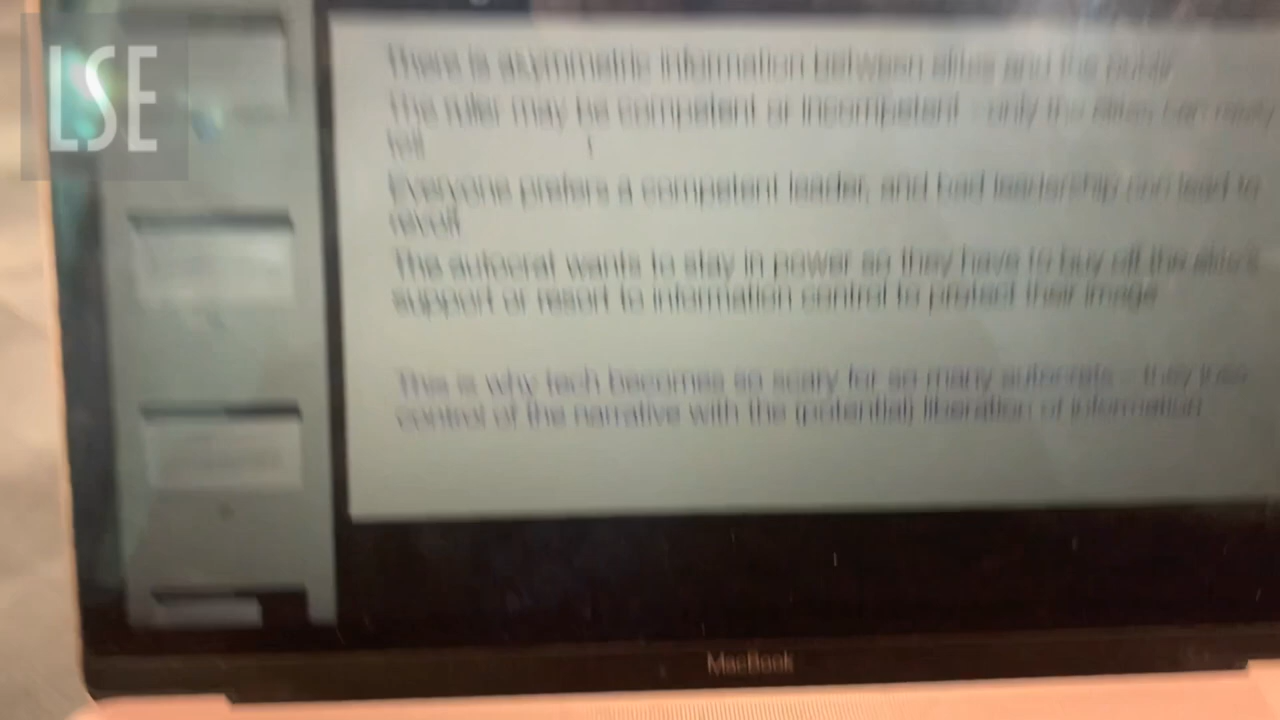 LSE
There is asymmetric information between elites and the public
The ruler may be competent or incompetent - only the elites can really
tell
Everyone prefers a competent leader, and bad leadership can lead to
revolt
The autocrat wants to stay in power so they have to buy off the elite's
support or resort to information control to protect their image
This is why tech becomes so scary for so many autocrats - they lose
control of the narrative with the (potential) liberation of information
MacBook